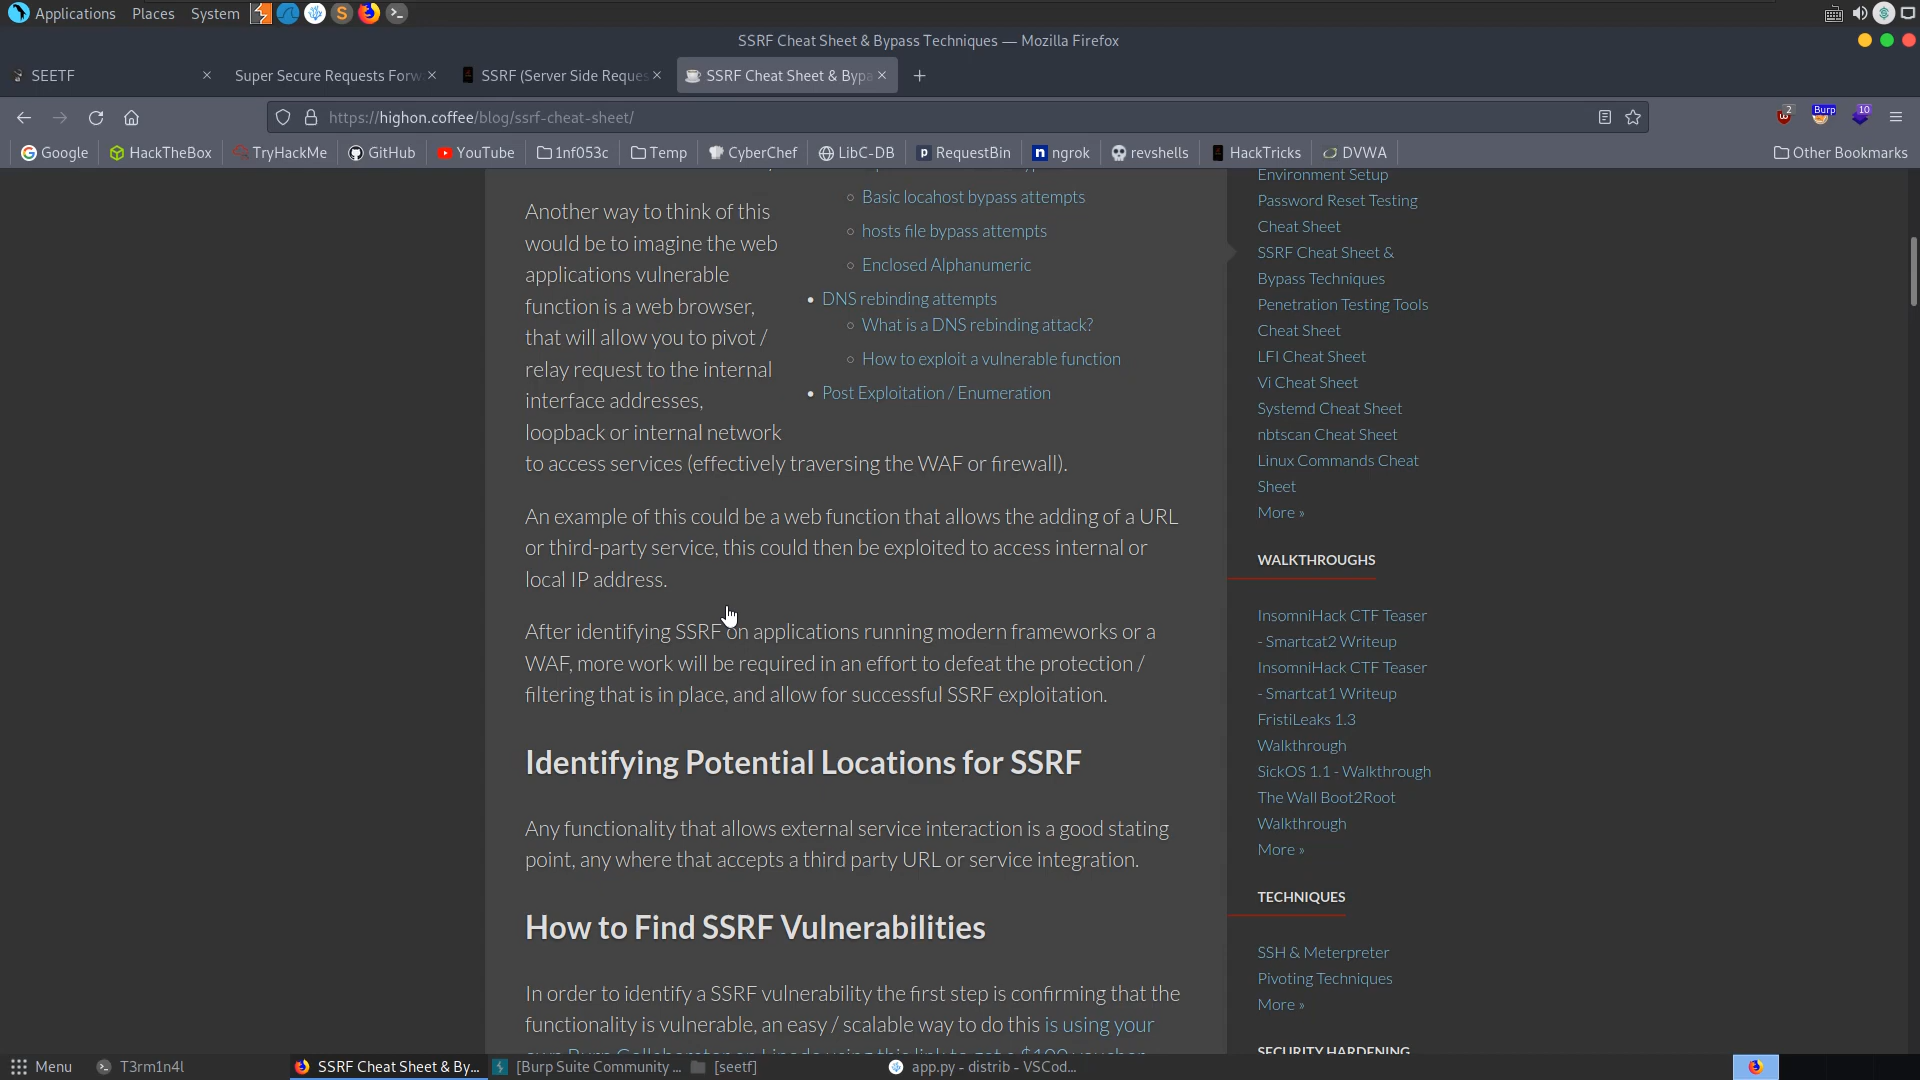 Applications Places System
SSRF Cheat Sheet & Bypass Techniques — Mozilla Firefox
SEETF
Super Secure Requests Forw
SSRF (Server Side Reques
SSRF Cheat Sheet & Bypa
https://highon.coffee/blog/ssrf-cheat-sheet/
2
Burp
10
Google
HackTheBox
TryHackMe
GitHub
YouTube
1nf053c
Temp
CyberChef
LibC-DB
RequestBin
ngrok
revshells
HackTricks
DVWA
Other Bookmarks
Another way to think of this
would be to imagine the web
applications vulnerable
function is a web browser,
that will allow you to pivot /
relay request to the internal
interface addresses,
loopback or internal network
to access services (effectively traversing the WAF or firewall).
Basic locahost bypass attempts
hosts file bypass attempts
Enclosed Alphanumeric
DNS rebinding attempts
What is a DNS rebinding attack?
How to exploit a vulnerable function
Post Exploitation / Enumeration
An example of this could be a web function that allows the adding of a URL
or third-party service, this could then be exploited to access internal or
local IP address.
After identifying SSRF on applications running modern frameworks or a
WAF, more work will be required in an effort to defeat the protection /
filtering that is in place, and allow for successful SSRF exploitation.
Identifying Potential Locations for SSRF
Any functionality that allows external service interaction is a good stating
point, any where that accepts a third party URL or service integration.
How to Find SSRF Vulnerabilities
In order to identify a SSRF vulnerability the first step is confirming that the
functionality is vulnerable, an easy / scalable way to do this is using your
own Burp Collaborator on Linode using this link to get a $100 voucher
Environment Setup
Password Reset Testing
Cheat Sheet
SSRF Cheat Sheet &
Bypass Techniques
Penetration Testing Tools
Cheat Sheet
LFI Cheat Sheet
Vi Cheat Sheet
Systemd Cheat Sheet
nbtscan Cheat Sheet
Linux Commands Cheat
Sheet
More »
WALKTHROUGHS
InsomniHack CTF Teaser
- Smartcat2 Writeup
InsomniHack CTF Teaser
- Smartcat1 Writeup
FristiLeaks 1.3
Walkthrough
SickOS 1.1 - Walkthrough
The Wall Boot2Root
Walkthrough
More »
TECHNIQUES
SSH & Meterpreter
Pivoting Techniques
More »
SECURITY HARDENING
Menu
T3rm1n4l
SSRF Cheat Sheet & By...
[Burp Suite Community ...
[seetf]
app.py - distrib - VSCod...